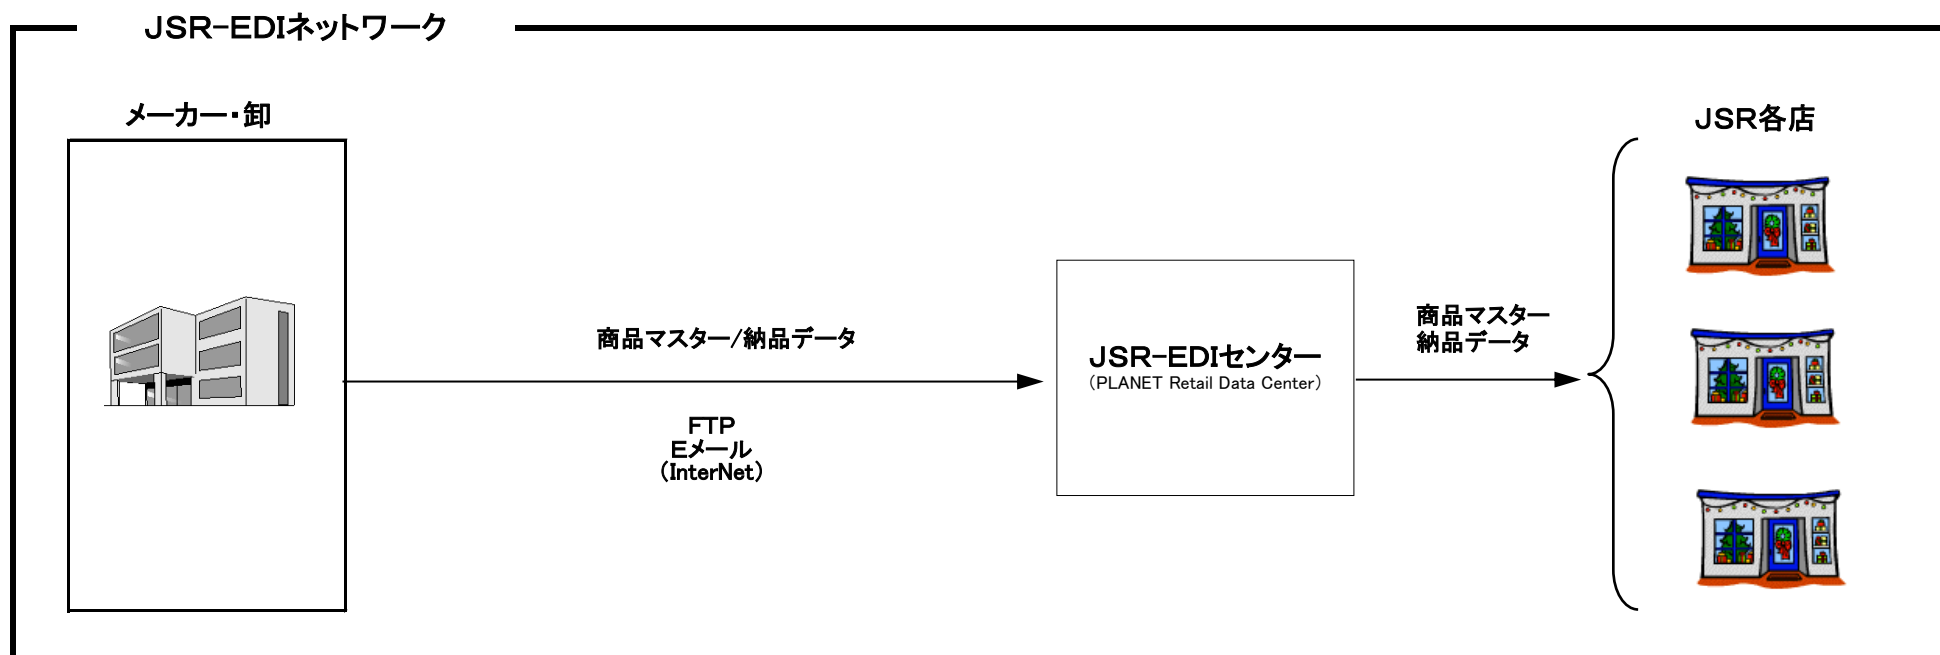 JSR-EDIネットワーク
メーカー・卸
JSR各店
商品マスター/納品データ
FTP
Eメール
(InterNet)
JSR-EDIセンター
(PLANET Retail Data Center)
商品マスター
納品データ